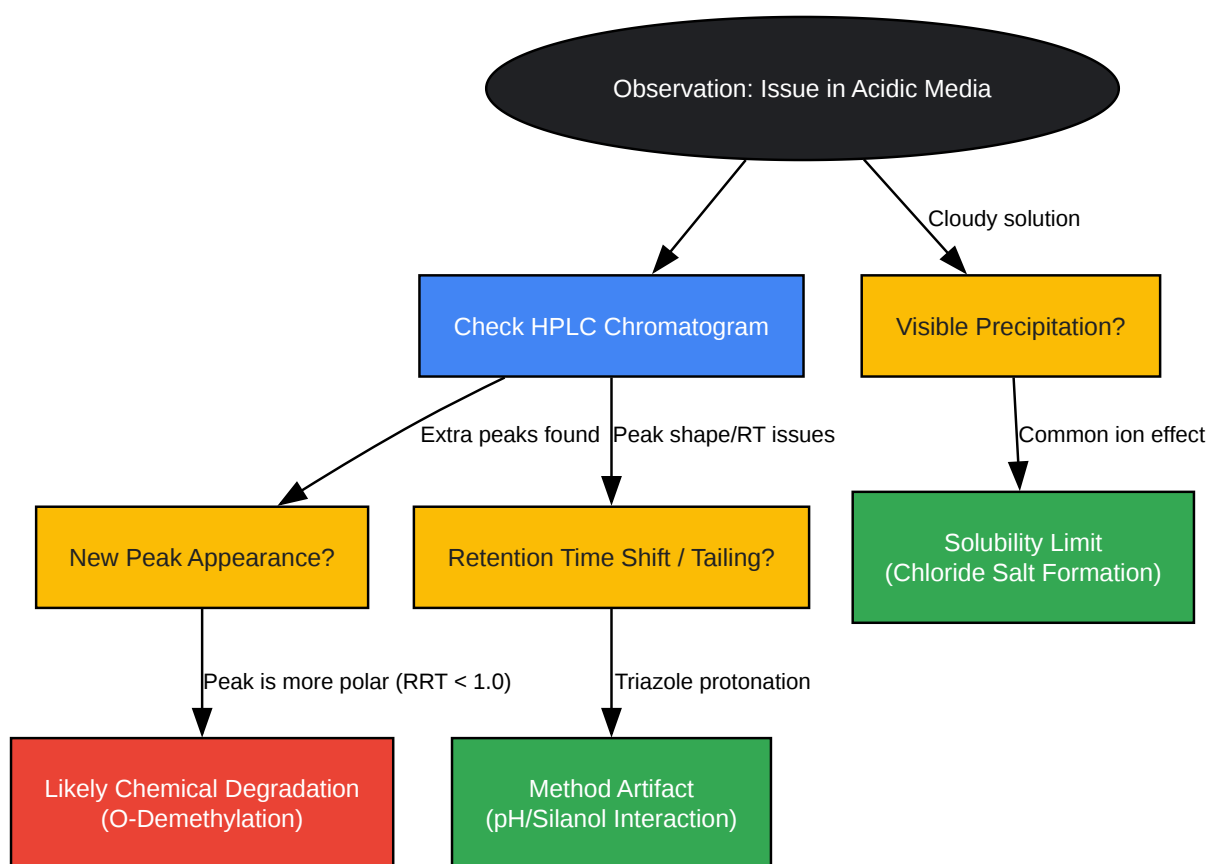 Observation: Issue in Acidic Media
Cloudy solution
Check HPLC Chromatogram
Visible Precipitation?
Extra peaks found
Peak shape/RT issues
Common ion effect
New Peak Appearance?
Retention Time Shift / Tailing?
Solubility Limit
(Chloride Salt Formation)
Peak is more polar (RRT < 1.0)
Triazole protonation
Likely Chemical Degradation
(O-Demethylation)
Method Artifact
(pH/Silanol Interaction)